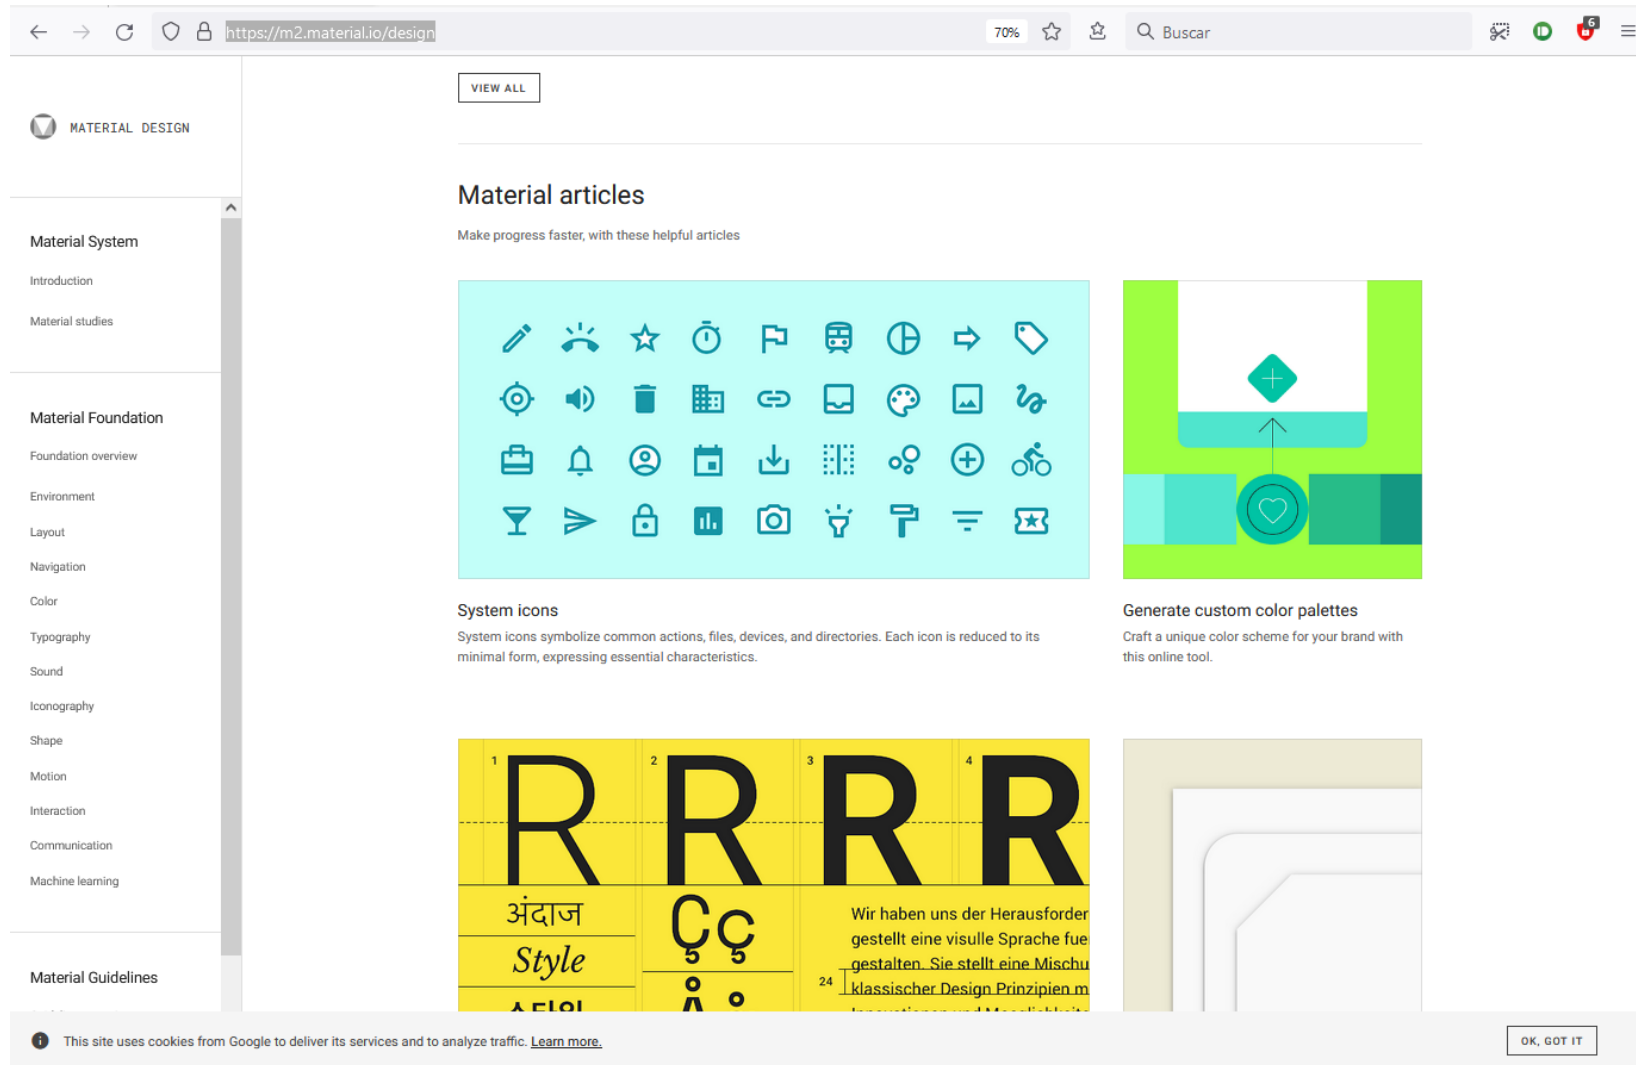 https://m2.material.io/design
70%
Buscar
6
MATERIAL DESIGN
Material System
Introduction
Material studies
Material Foundation
Foundation overview
Environment
Layout
Navigation
Color
Typography
Sound
Iconography
Shape
Motion
Interaction
Communication
Machine learning
Material Guidelines
VIEW ALL
Material articles
Make progress faster, with these helpful articles
System icons
System icons symbolize common actions, files, devices, and directories. Each icon is reduced to its
minimal form, expressing essential characteristics.
Generate custom color palettes
Craft a unique color scheme for your brand with
this online tool.
1 R 2 R 3 R 4 R
अंदाज
Style
Çç
Wir haben uns der Herausforder
gestellt eine visulle Sprache fue
gestalten. Sie stellt eine Mischu
24
klassischer Design Prinzipien m
This site uses cookies from Google to deliver its services and to analyze traffic. Learn more.
OK, GOT IT